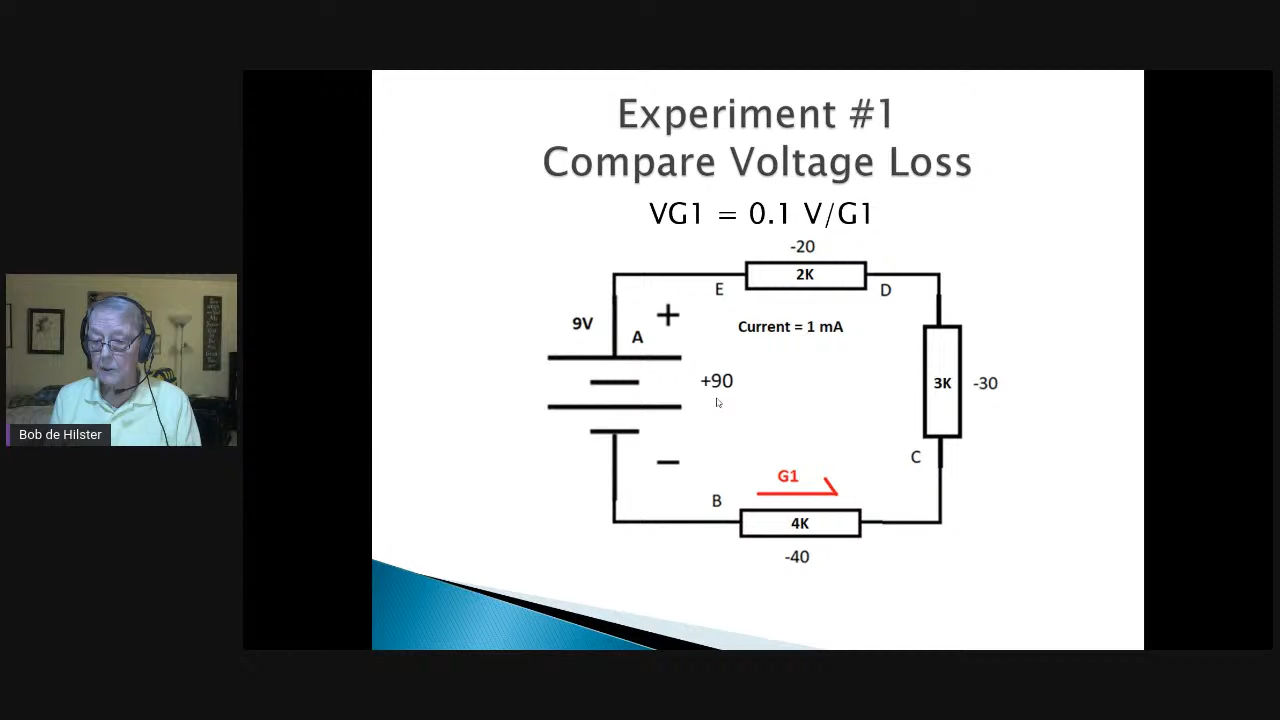 Experiment #1
Compare Voltage Loss
VG1 = 0.1 V/G1
-20
2K
E
D
9V
+
A
Current = 1 mA
+90
3K
-30
C
−
G1
B
4K
-40
Bob de Hilster